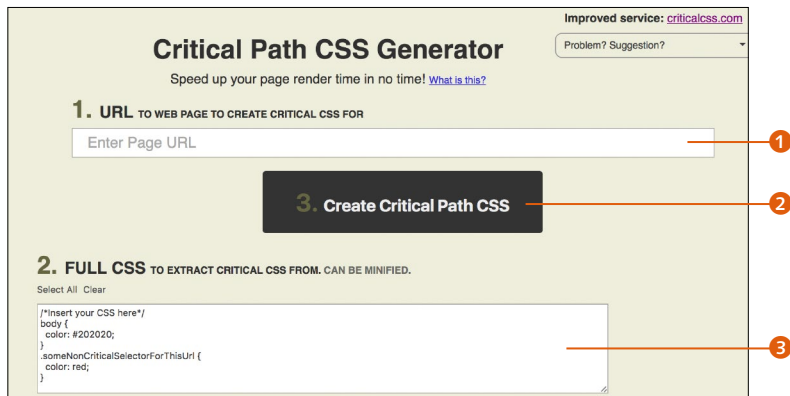 Improved service: criticalcss.com
Critical Path CSS Generator
Problem? Suggestion?
Speed up your page render time in no time! What is this?
1. URL TO WEB PAGE TO CREATE CRITICAL CSS FOR
Enter Page URL
1
3. Create Critical Path CSS
2
2. FULL CSS TO EXTRACT CRITICAL CSS FROM. CAN BE MINIFIED.
Select All Clear
/*Insert your CSS here*/
body {
color: #202020;
}
.someNonCriticalSelectorForThisUrl {
color: red;
}
3